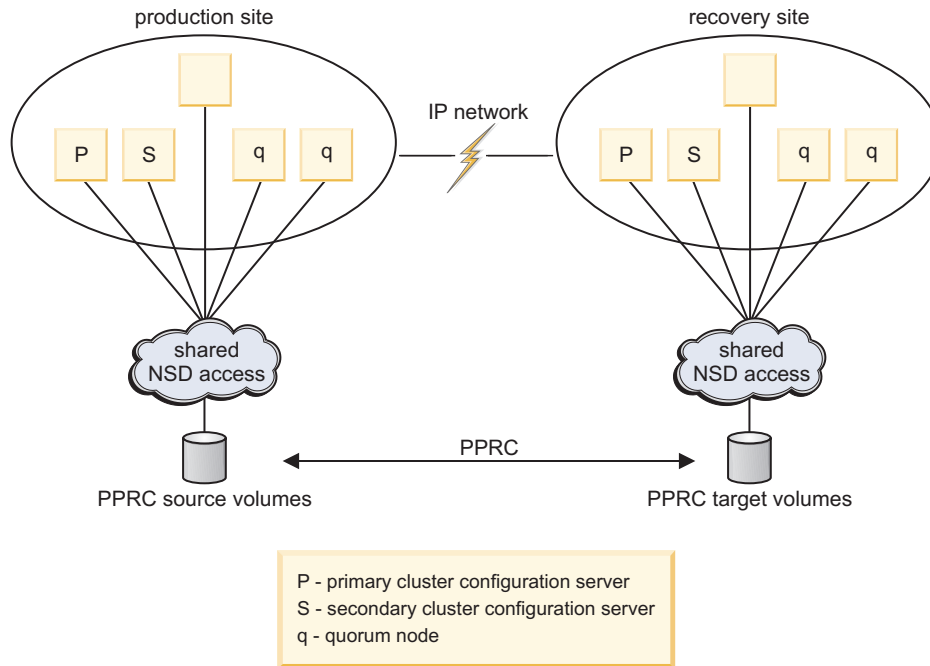 production site
recovery site
IP network
P
S
q
q
P
S
q
q
shared
NSD access
shared
NSD access
PPRC
PPRC source volumes
PPRC target volumes
P - primary cluster configuration server
S - secondary cluster configuration server
q - quorum node